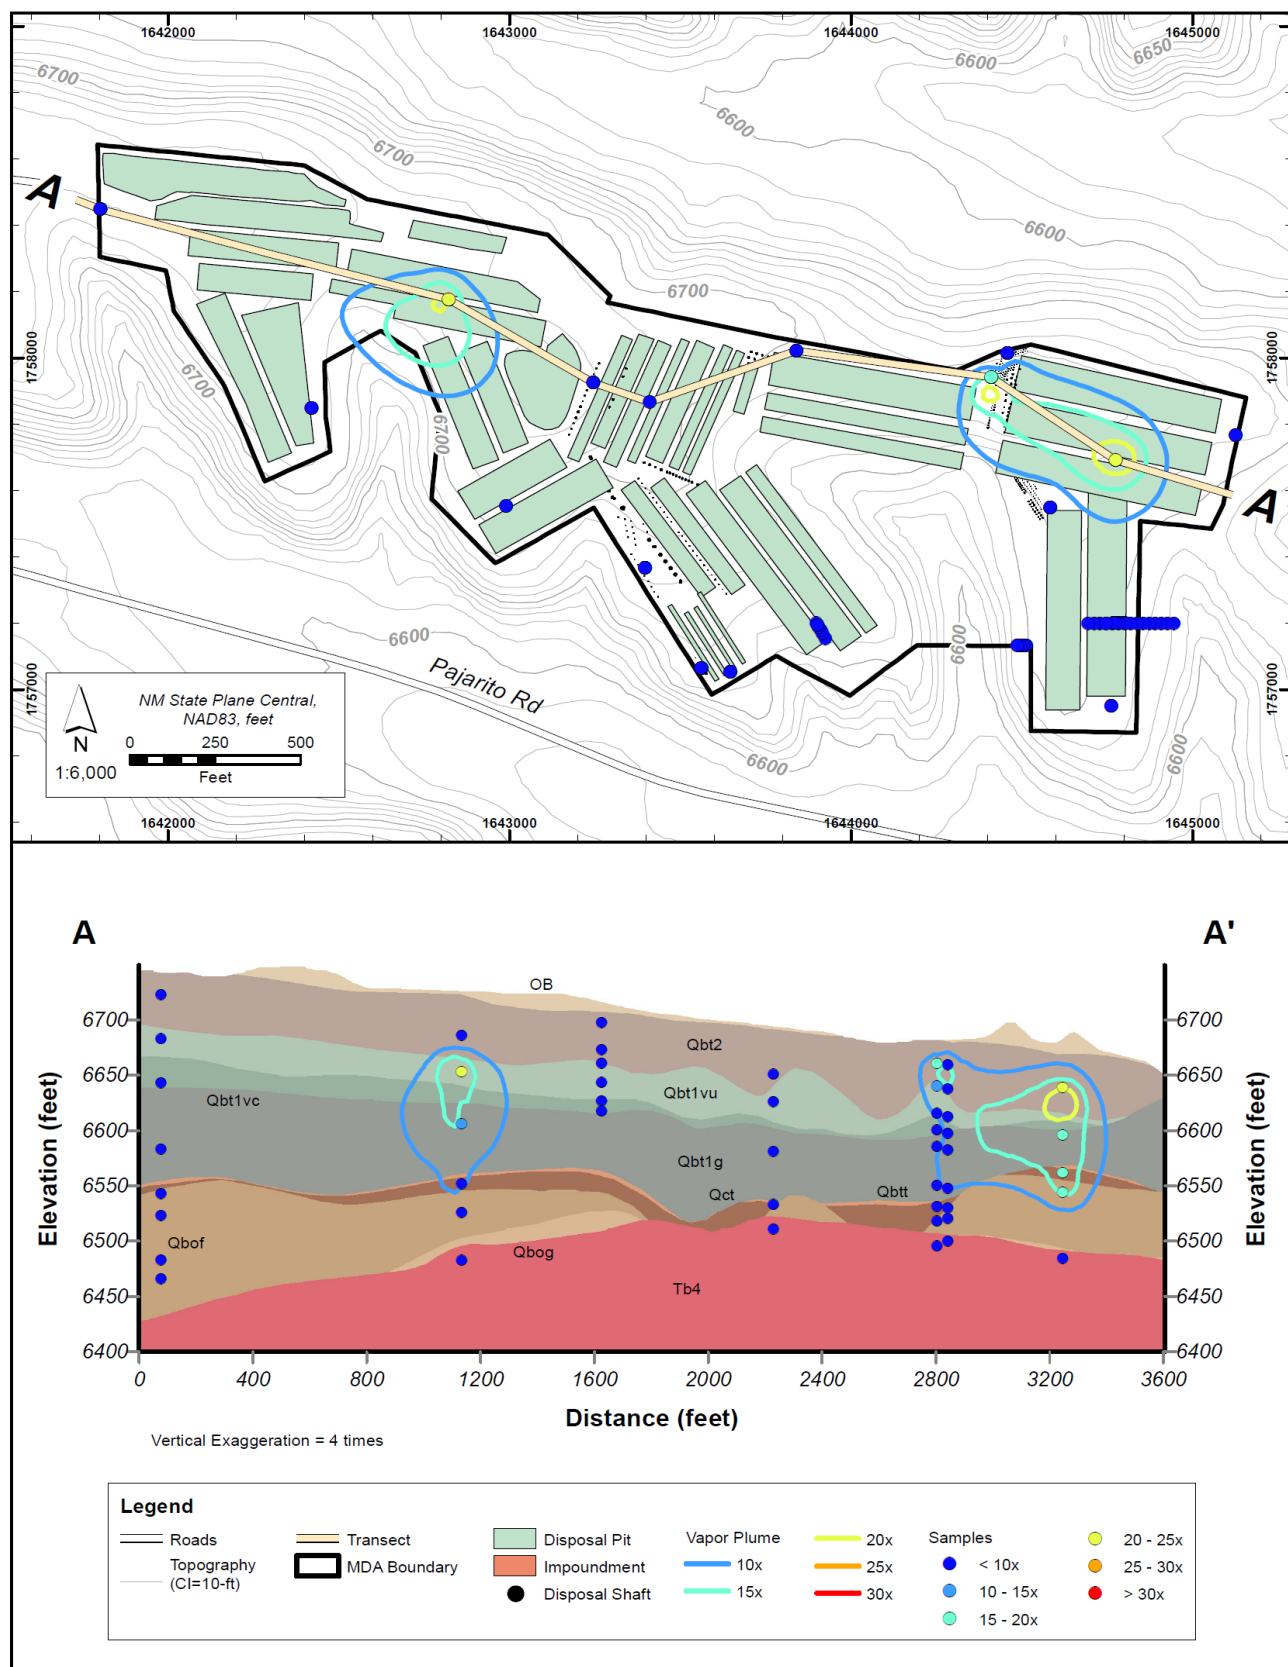 1642000
1643000
1644000
1645000
6700
6600
6650
6600
6700
A
6600
6700
1758000
1758000
6700
6700
A'
6600
6600
Pajarito Rd
1757000
1757000
NM State Plane Central,
NAD83, feet
N
0 250 500
1:6,000
Feet
6600
6600
1642000
1643000
1644000
1645000
A
A'
OB
6700
6700
Qbt2
6650
6650
Qbt1vc
Qbt1vu
6600
6600
Qbt1g
6550
6550
Qct
Qbtt
Qbof
6500
6500
Qbog
Tb4
6450
6450
6400
6400
Elevation (feet)
Elevation (feet)
0 400 800 1200 1600 2000 2400 2800 3200 3600
Distance (feet)
Vertical Exaggeration = 4 times
Legend
Roads
Topography
(CI=10-ft)
Transect
MDA Boundary
Disposal Pit
Impoundment
Disposal Shaft
Vapor Plume
10x
15x
20x
25x
30x
Samples
< 10x
10 - 15x
15 - 20x
20 - 25x
25 - 30x
> 30x